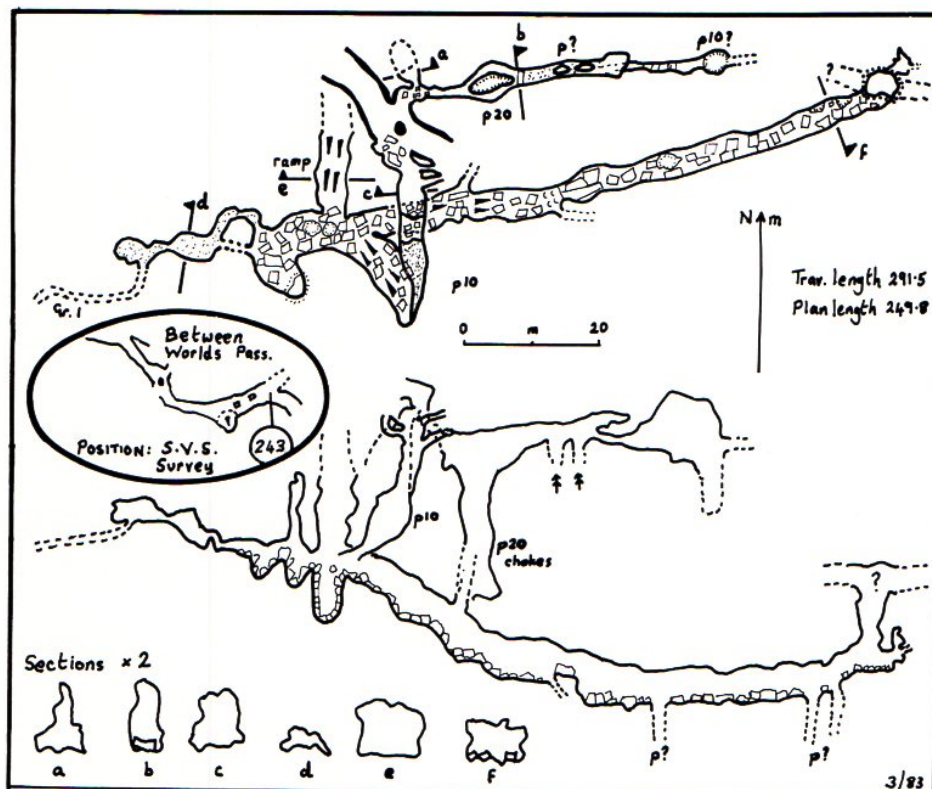 a
b
p?
p10?
p20
?
f
ramp
e
c
d
N m
p10
Trav. length 291.5
Plan length 249.8
Gr. 1
0 m 20
Between
Worlds Pass.
POSITION: S.V.S.
Survey
243
p10
p20
chokes
?
Sections × 2
p?
p?
a b c d e f
3/83